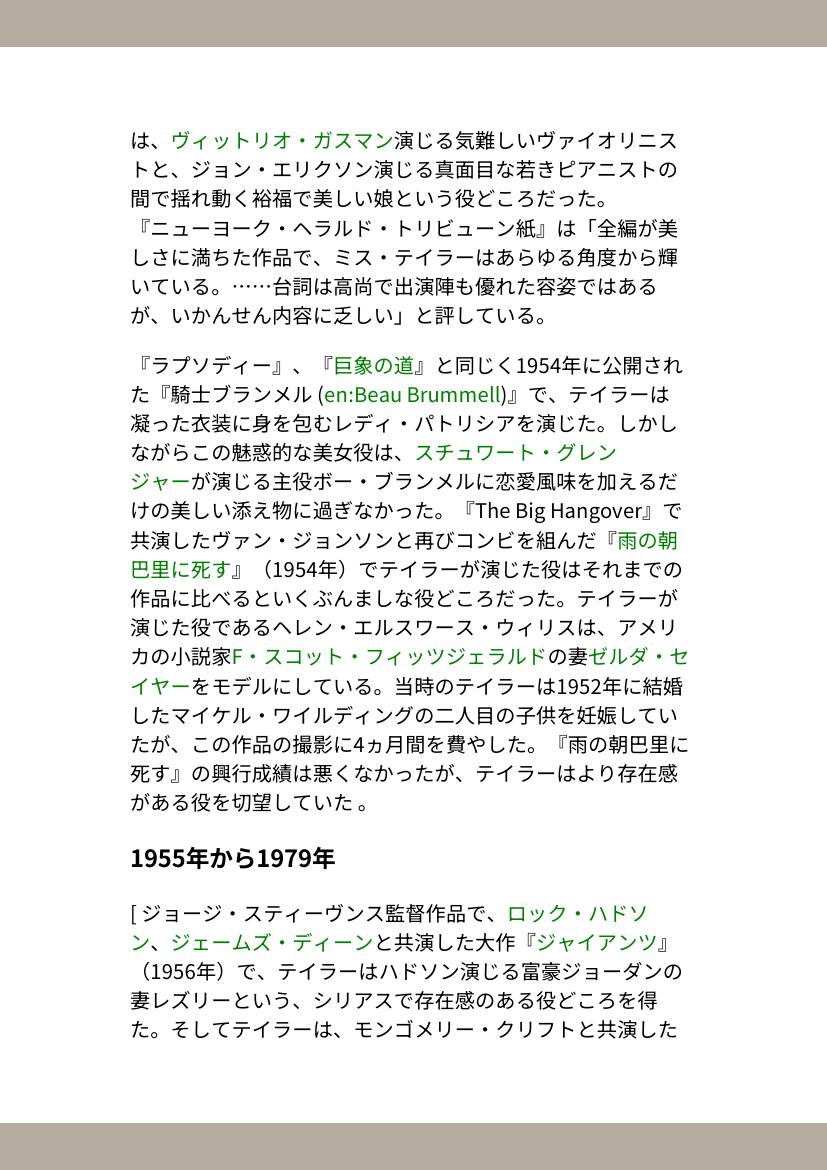 は、ヴィットリオ・ガスマン演じる気難しいヴァイオリニス
トと、ジョン・エリクソン演じる真面目な若きピアニストの
間で揺れ動く裕福で美しい娘という役どころだった。
『ニューヨーク・ヘラルド・トリビューン紙』は「全編が美
しさに満ちた作品で、ミス・テイラーはあらゆる角度から輝
いている。……台詞は高尚で出演陣も優れた容姿ではある
が、いかんせん内容に乏しい」と評している。
『ラプソディー』、『巨象の道』と同じく1954年に公開され
た『騎士ブランメル (en:Beau Brummell)』で、テイラーは
凝った衣装に身を包むレディ・パトリシアを演じた。しかし
ながらこの魅惑的な美女役は、スチュワート・グレン
ジャーが演じる主役ボー・ブランメルに恋愛風味を加えるだ
けの美しい添え物に過ぎなかった。『The Big Hangover』で
共演したヴァン・ジョンソンと再びコンビを組んだ『雨の朝
巴里に死す』（1954年）でテイラーが演じた役はそれまでの
作品に比べるといくぶんましな役どころだった。テイラーが
演じた役であるヘレン・エルスワース・ウィリスは、アメリ
カの小説家F・スコット・フィッツジェラルドの妻ゼルダ・セ
イヤーをモデルにしている。当時のテイラーは1952年に結婚
したマイケル・ワイルディングの二人目の子供を妊娠してい
たが、この作品の撮影に4ヵ月間を費やした。『雨の朝巴里に
死す』の興行成績は悪くなかったが、テイラーはより存在感
がある役を切望していた 。
1955年から1979年
[ ジョージ・スティーヴンス監督作品で、ロック・ハドソ
ン、ジェームズ・ディーンと共演した大作『ジャイアンツ』
（1956年）で、テイラーはハドソン演じる富豪ジョーダンの
妻レズリーという、シリアスで存在感のある役どころを得
た。そしてテイラーは、モンゴメリー・クリフトと共演した